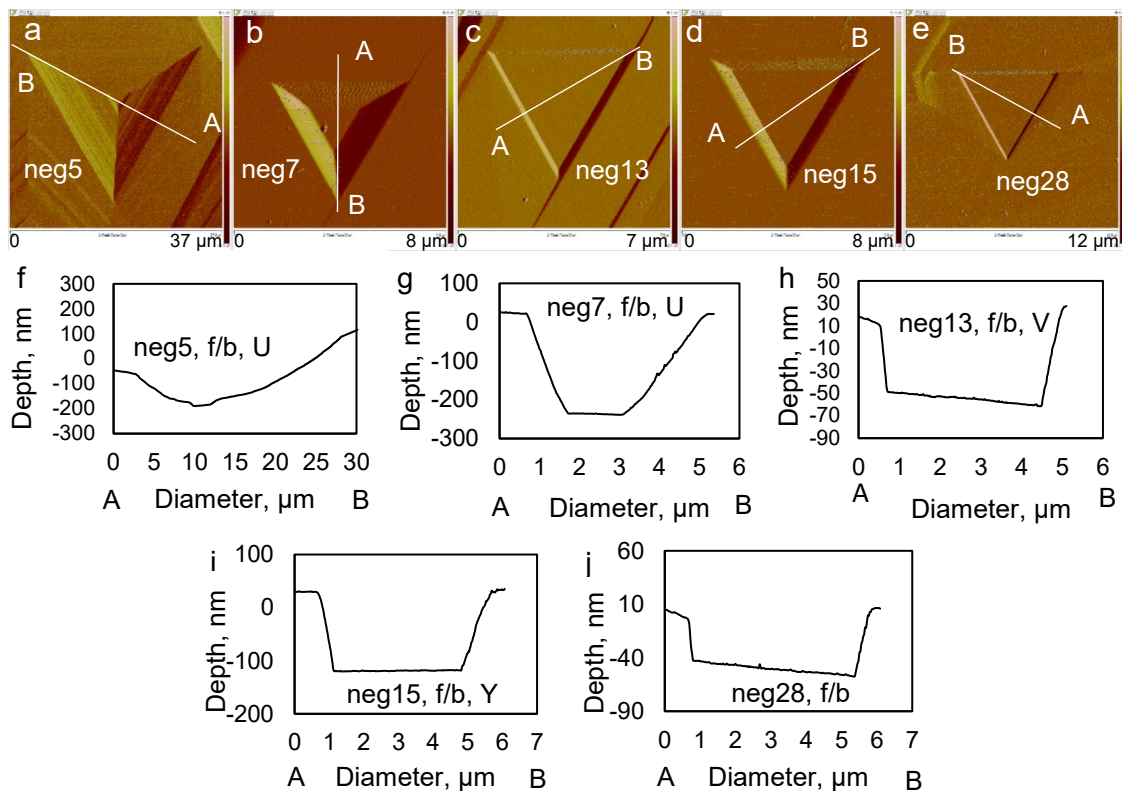 a
B
A
neg5
0 37 µm
b
A
neg7
B
0 8 µm
c
B
A
neg13
0 7 µm
d
B
A
neg15
0 8 µm
e
B
A
neg28
0 12 µm
f
Depth, nm
300
200
100
0
-100
-200
-300
neg5, f/b, U
0 5 10 15 20 25 30
A Diameter, µm B
g
Depth, nm
100
0
-100
-200
-300
neg7, f/b, U
0 1 2 3 4 5 6
A Diameter, µm B
h
Depth, nm
50
30
10
-10
-30
-50
-70
-90
neg13, f/b, V
0 1 2 3 4 5 6
A Diameter, µm B
i
Depth, nm
100
0
-100
-200
neg15, f/b, Y
0 1 2 3 4 5 6 7
A Diameter, µm B
j
Depth, nm
60
10
-40
-90
neg28, f/b
0 1 2 3 4 5 6 7
A Diameter, µm B